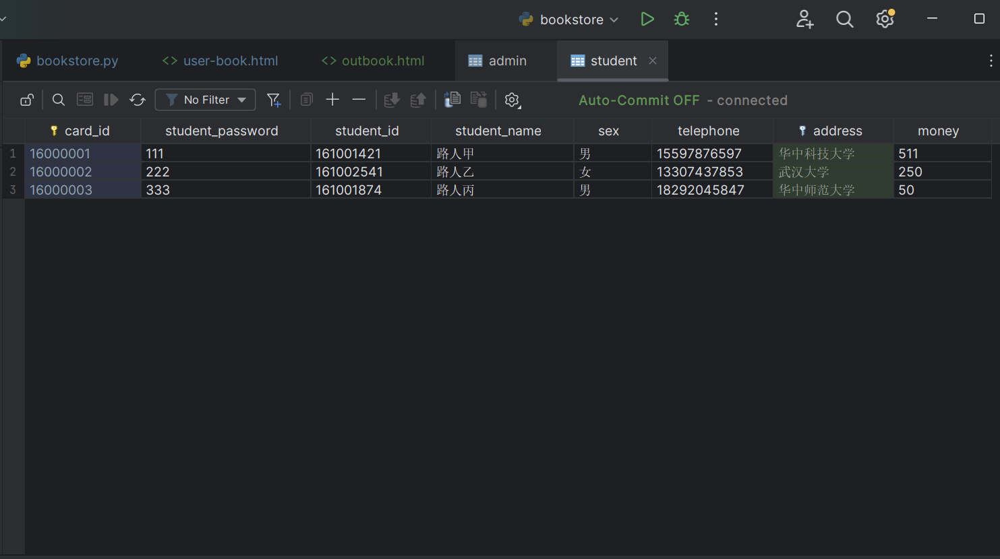 bookstore
bookstore.py user-book.html outbook.html admin student
No Filter Auto-Commit OFF - connected
card_id student_password student_id student_name sex telephone address money
1 16000001 111 161001421 路人甲 男 15597876597 华中科技大学 511
2 16000002 222 161002541 路人乙 女 13307437853 武汉大学 250
3 16000003 333 161001874 路人丙 男 18292045847 华中师范大学 50